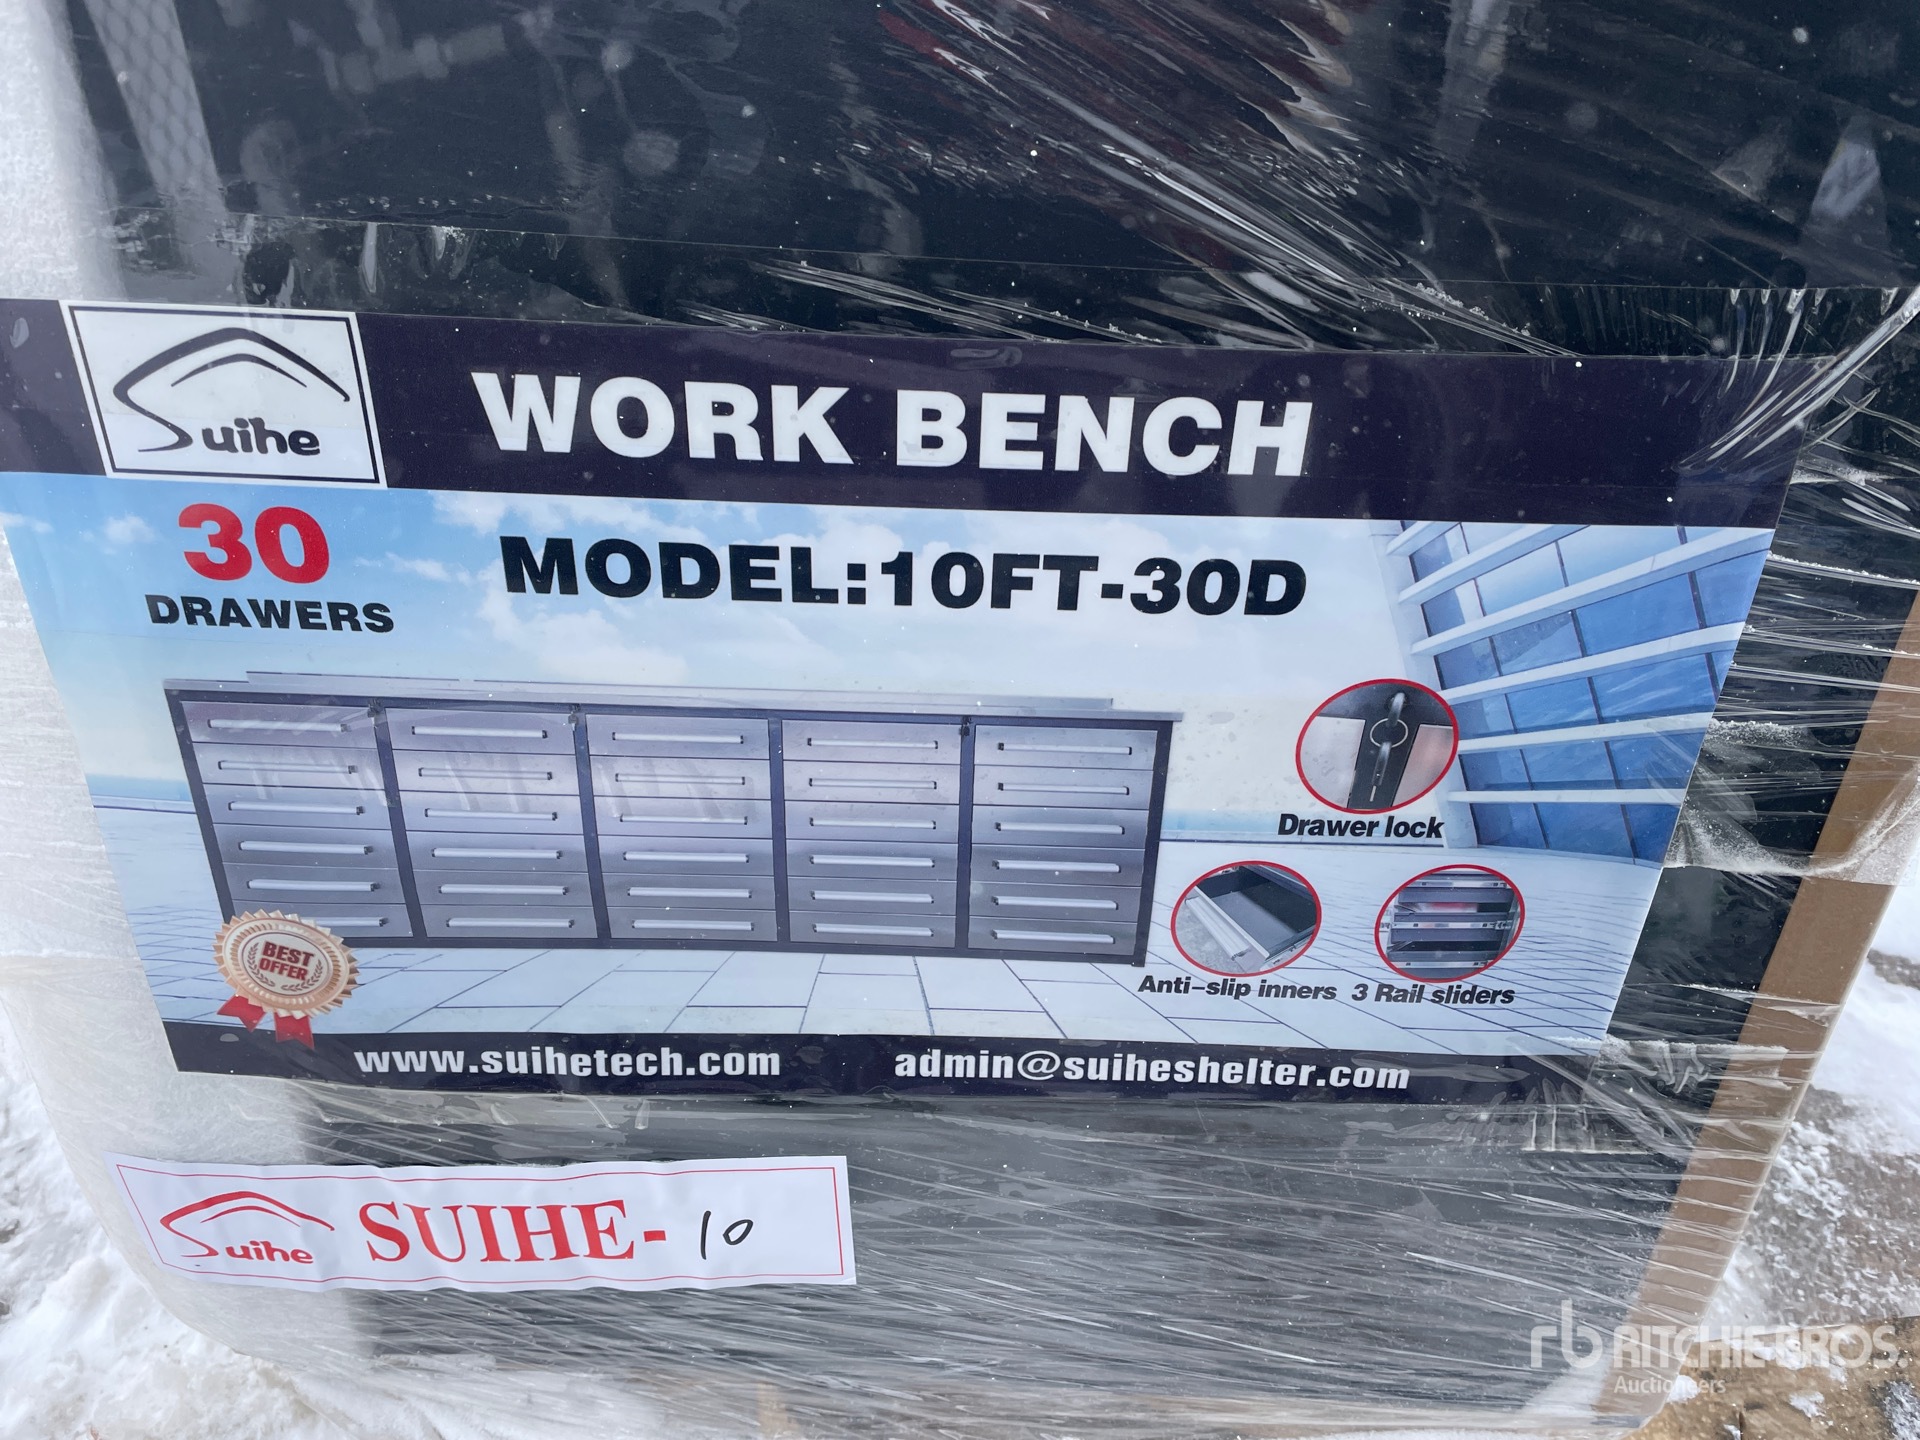 Suihe
WORK BENCH
30
DRAWERS
MODEL:10FT-30D
Drawer lock
Anti-slip inners
3 Rail sliders
BEST
OFFER
www.suihetech.com
admin@suiheshelter.com
Suihe
SUIHE-10
rb RITCHIE BROS.
Auctioneers